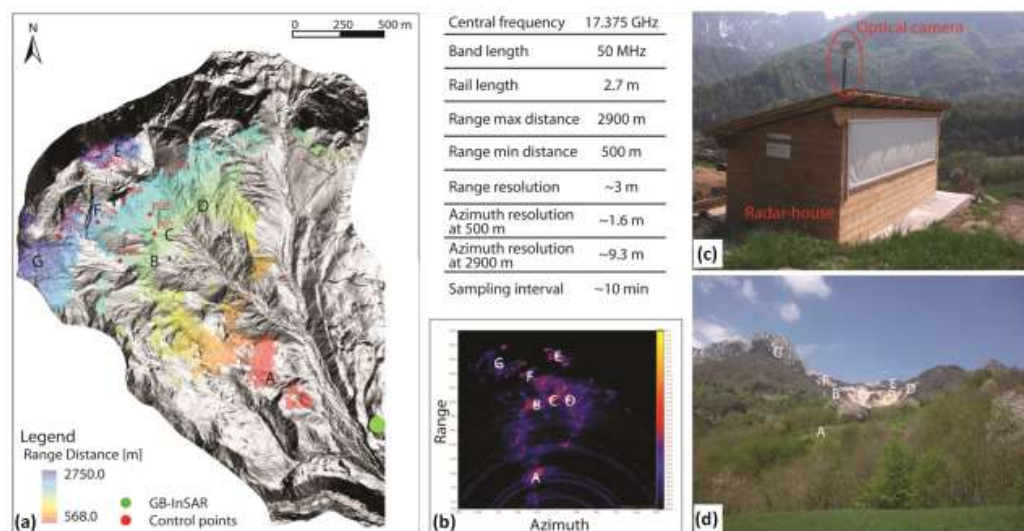 0 250 500 m
N
E
F
D
C
G
B
A
Legend
Range Distance [m]
2750.0
568.0
GB-InSAR
Control points
(a)
Central frequency 17.375 GHz
Band length 50 MHz
Rail length 2.7 m
Range max distance 2900 m
Range min distance 500 m
Range resolution ~3 m
Azimuth resolution
at 500 m ~1.6 m
Azimuth resolution
at 2900 m ~9.3 m
Sampling interval ~10 min
Range
G
E
F
B C D
A
Azimuth
(b)
Optical camera
Radar house
(c)
G
F
E
B
D
A
(d)